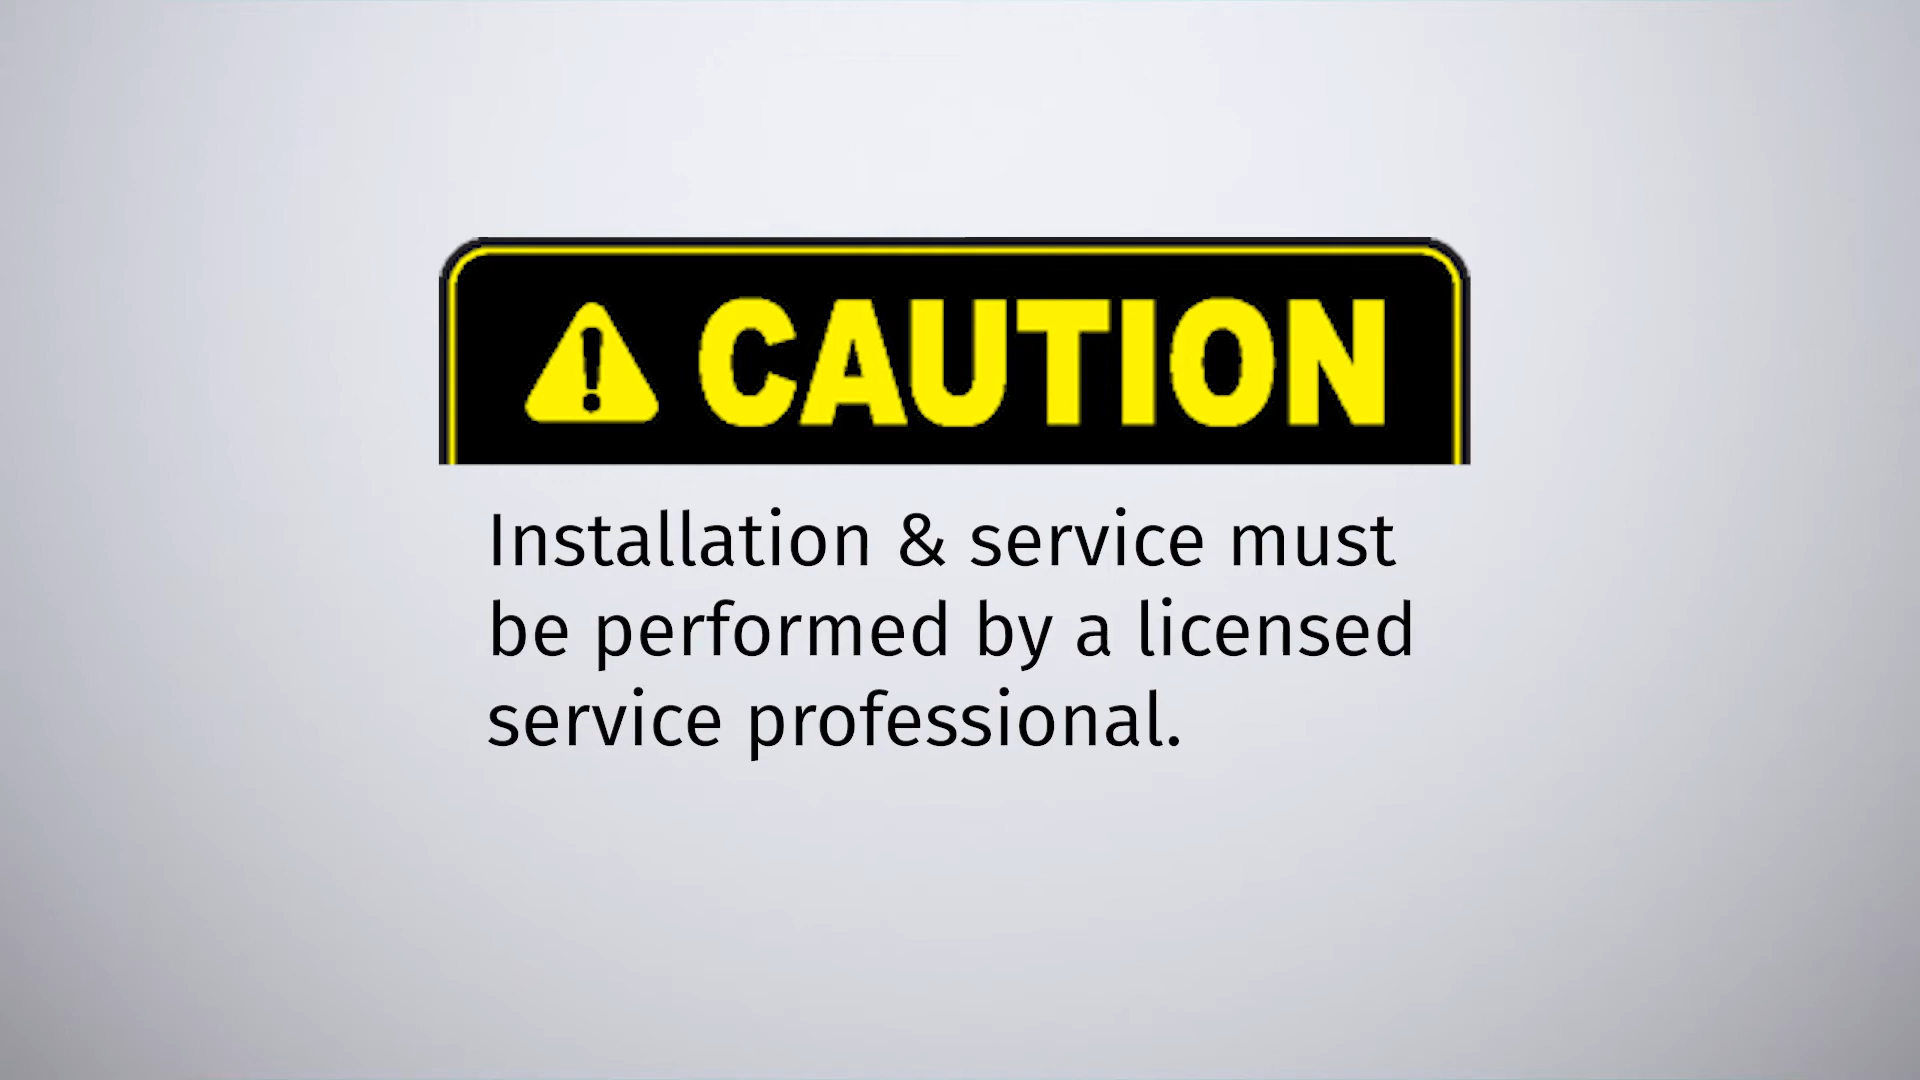 CAUTION
Installation & service must
be performed by a licensed
service professional.